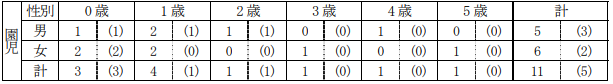 園児 性別 0歳 1歳 2歳 3歳 4歳 5歳 計
男 1 (1) 2 (1) 1 (1) 0 (0) 1 (0) 0 (0) 5 (3)
女 2 (2) 2 (0) 0 (0) 1 (0) 0 (0) 1 (0) 6 (2)
計 3 (3) 4 (1) 1 (1) 1 (0) 1 (0) 1 (0) 11 (5)